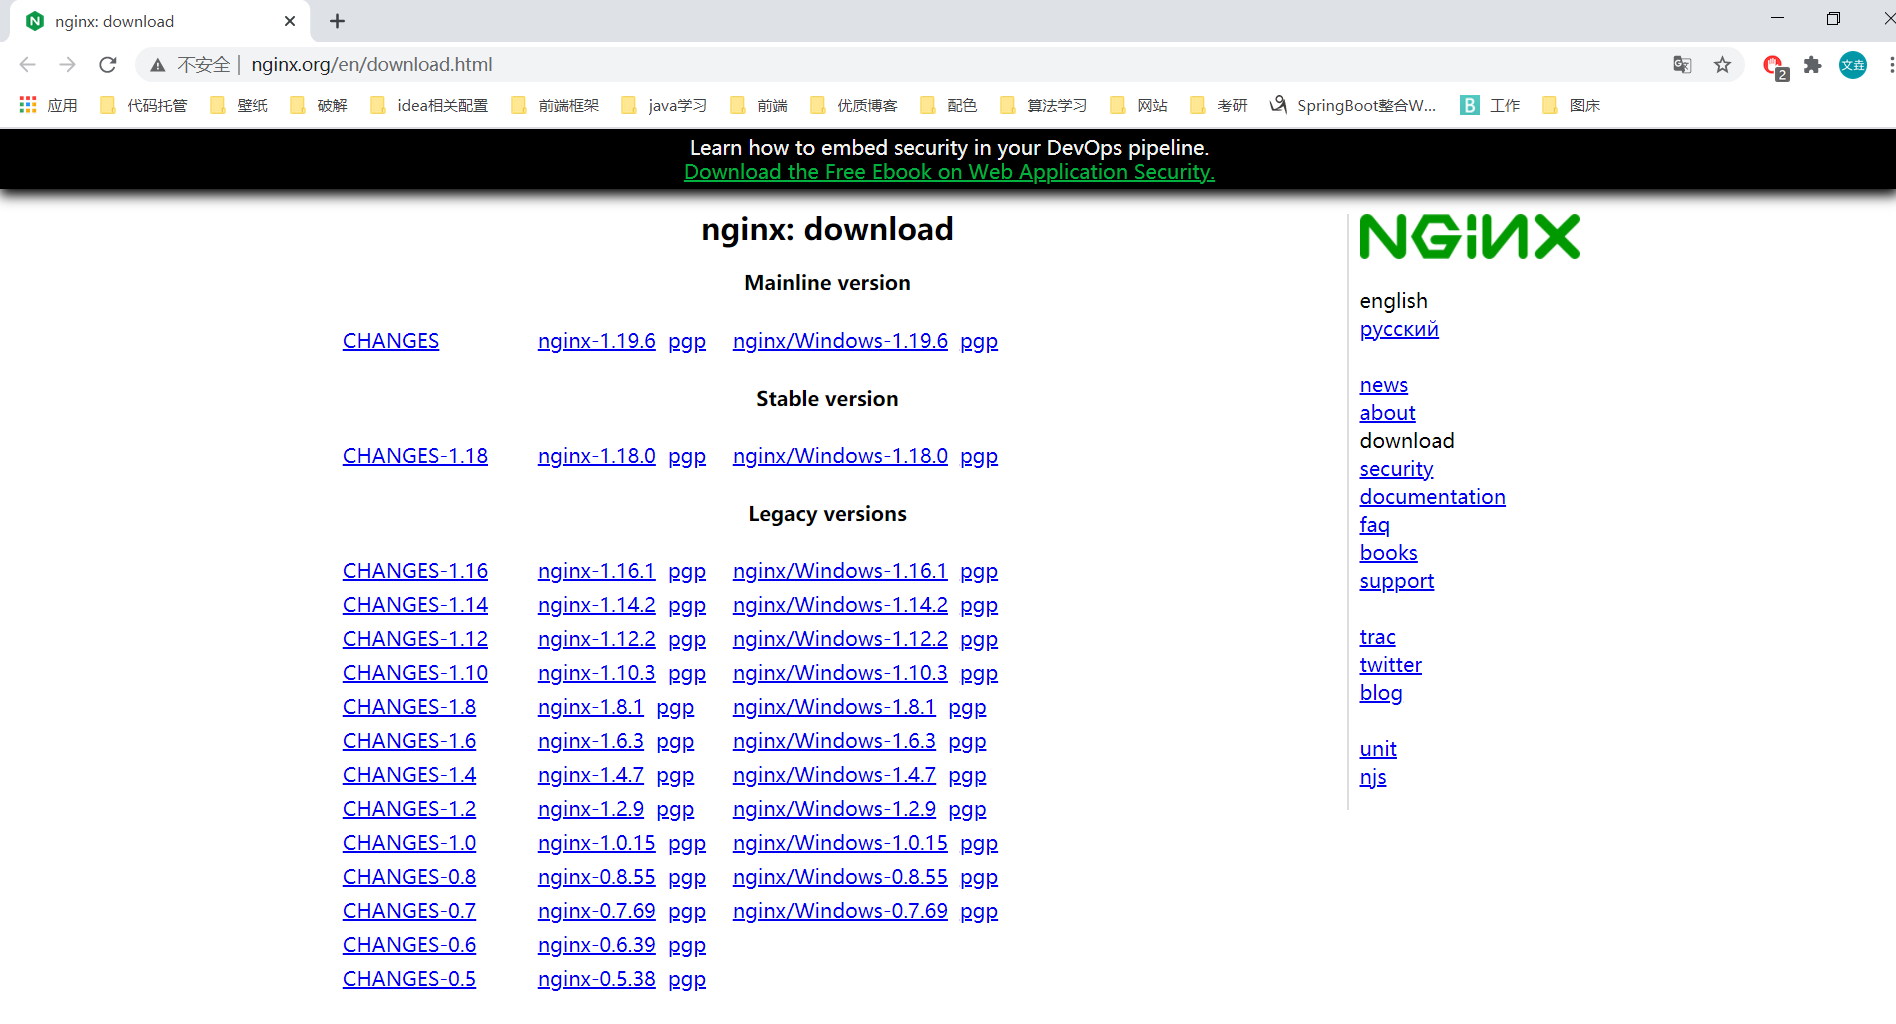 nginx: download
不安全 | nginx.org/en/download.html
2
文垚
应用 代码托管 壁纸 破解 idea相关配置 前端框架 java学习 前端 优质博客 配色 算法学习 网站 考研 SpringBoot整合W... B 工作 图床
Learn how to embed security in your DevOps pipeline.
Download the Free Ebook on Web Application Security.
nginx: download
Mainline version
CHANGES nginx-1.19.6 pgp nginx/Windows-1.19.6 pgp
Stable version
CHANGES-1.18 nginx-1.18.0 pgp nginx/Windows-1.18.0 pgp
Legacy versions
CHANGES-1.16 nginx-1.16.1 pgp nginx/Windows-1.16.1 pgp
CHANGES-1.14 nginx-1.14.2 pgp nginx/Windows-1.14.2 pgp
CHANGES-1.12 nginx-1.12.2 pgp nginx/Windows-1.12.2 pgp
CHANGES-1.10 nginx-1.10.3 pgp nginx/Windows-1.10.3 pgp
CHANGES-1.8 nginx-1.8.1 pgp nginx/Windows-1.8.1 pgp
CHANGES-1.6 nginx-1.6.3 pgp nginx/Windows-1.6.3 pgp
CHANGES-1.4 nginx-1.4.7 pgp nginx/Windows-1.4.7 pgp
CHANGES-1.2 nginx-1.2.9 pgp nginx/Windows-1.2.9 pgp
CHANGES-1.0 nginx-1.0.15 pgp nginx/Windows-1.0.15 pgp
CHANGES-0.8 nginx-0.8.55 pgp nginx/Windows-0.8.55 pgp
CHANGES-0.7 nginx-0.7.69 pgp nginx/Windows-0.7.69 pgp
CHANGES-0.6 nginx-0.6.39 pgp
CHANGES-0.5 nginx-0.5.38 pgp
NGINX
english
русский
news
about
download
security
documentation
faq
books
support
trac
twitter
blog
unit
njs